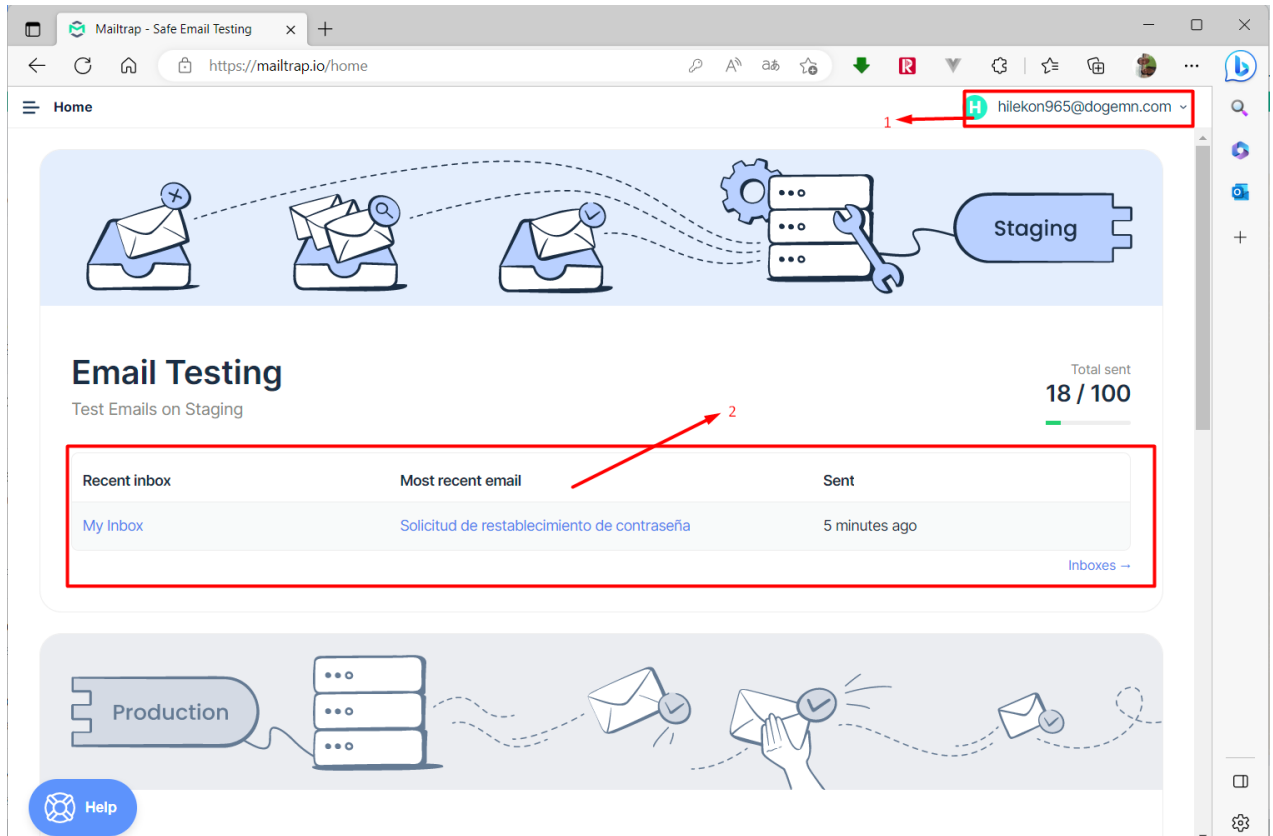 Mailtrap - Safe Email Testing
https://mailtrap.io/home
Home
H hilekon965@dogemn.com
1
Staging
Email Testing
Test Emails on Staging
Total sent
18 / 100
2
Recent inbox Most recent email Sent
My Inbox Solicitud de restablecimiento de contraseña 5 minutes ago
Inboxes →
Production
Help